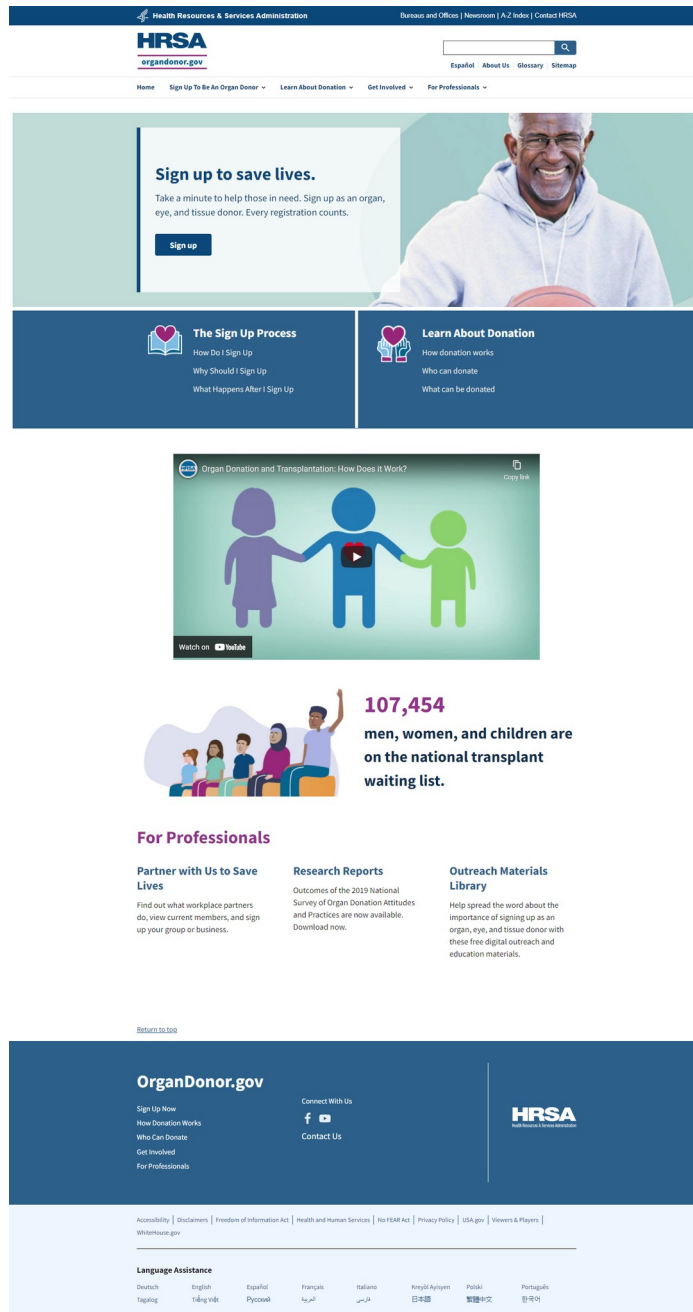 Health Resources & Services Administration
Bureaus and Offices | Newsroom | A-Z Index | Contact HRSA
HRSA
organdonor.gov
Español About Us Glossary Sitemap
Home Sign Up To Be An Organ Donor Learn About Donation Get Involved For Professionals
Sign up to save lives.
Take a minute to help those in need. Sign up as an organ,
eye, and tissue donor. Every registration counts.
Sign up
The Sign Up Process
How Do I Sign Up
Why Should I Sign Up
What Happens After I Sign Up
Learn About Donation
How donation works
Who can donate
What can be donated
HRSA Organ Donation and Transplantation: How Does it Work?
Copy link
Watch on YouTube
107,454
men, women, and children are
on the national transplant
waiting list.
For Professionals
Partner with Us to Save
Lives
Find out what workplace partners
do, view current members, and sign
up your group or business.
Research Reports
Outcomes of the 2019 National
Survey of Organ Donation Attitudes
and Practices are now available.
Download now.
Outreach Materials
Library
Help spread the word about the
importance of signing up as an
organ, eye, and tissue donor with
these free digital outreach and
education materials.
Return to top
OrganDonor.gov
Sign Up Now
How Donation Works
Who Can Donate
Get Involved
For Professionals
Connect With Us
Contact Us
HRSA
Health Resources & Services Administration
Accessibility | Disclaimers | Freedom of Information Act | Health and Human Services | No FEAR Act | Privacy Policy | USA.gov | Viewers & Players |
WhiteHouse.gov
Language Assistance
Deutsch English Español Français Italiano Kreyòl Ayisyen Polski Português
Tagalog Tiếng Việt Русский العربية فارسی 日本語 繁體中文 한국어